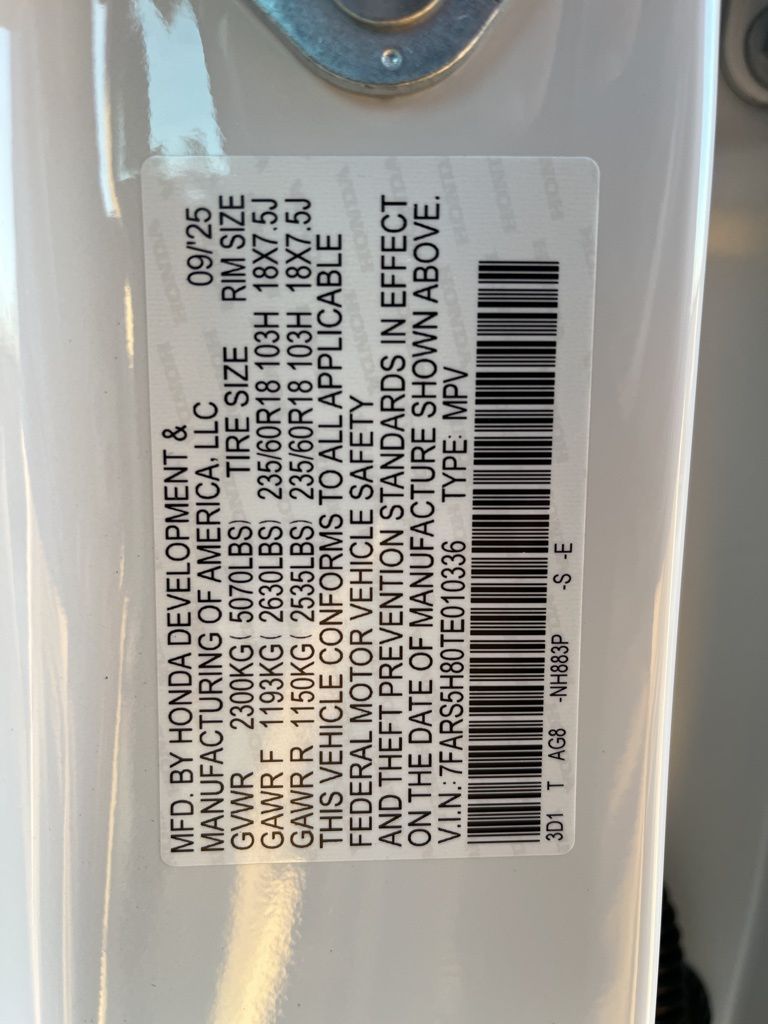 MFD. BY HONDA DEVELOPMENT &
MANUFACTURING OF AMERICA, LLC 09/'25
GVWR 2300KG ( 5070LBS) TIRE SIZE RIM SIZE
GAWR F 1193KG ( 2630LBS) 235/60R18 103H 18X7.5J
GAWR R 1150KG ( 2535LBS) 235/60R18 103H 18X7.5J
THIS VEHICLE CONFORMS TO ALL APPLICABLE
FEDERAL MOTOR VEHICLE SAFETY
AND THEFT PREVENTION STANDARDS IN EFFECT
ON THE DATE OF MANUFACTURE SHOWN ABOVE.
V.I.N.: 7FARS5H80TE010336 TYPE: MPV
3D1 T AG8 -NH883P -S -E